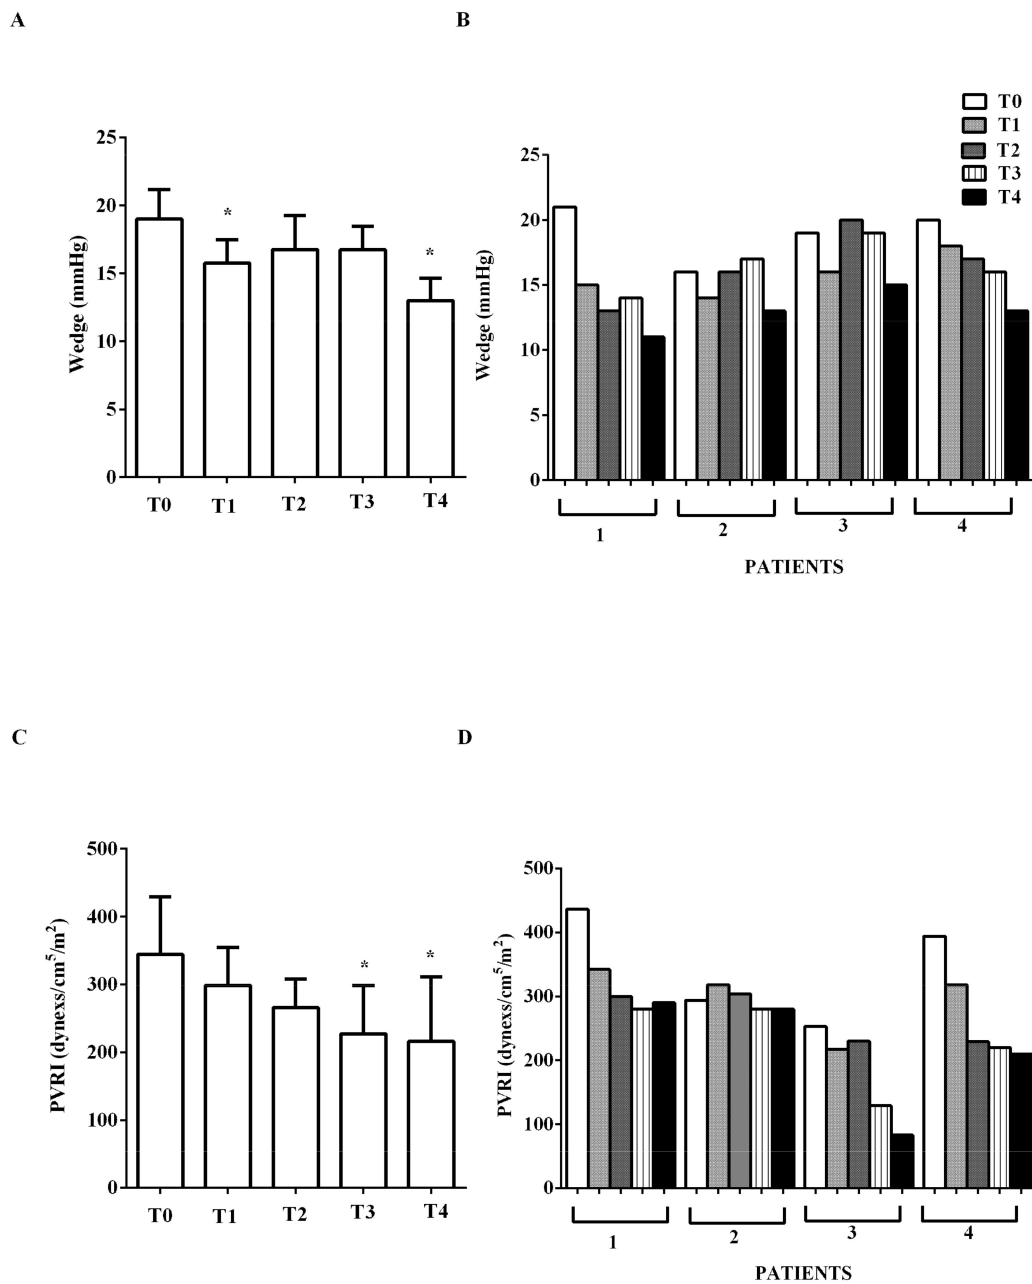 A
B
T0
T1
T2
T3
T4
25
20
15
10
5
0
Wedge (mmHg)
*
*
T0 T1 T2 T3 T4
25
20
15
10
5
0
Wedge (mmHg)
1 2 3 4
PATIENTS
C
D
500
400
300
200
100
0
PVRI (dynexs/cm⁵/m²)
*
*
T0 T1 T2 T3 T4
500
400
300
200
100
0
PVRI (dynexs/cm⁵/m²)
1 2 3 4
PATIENTS